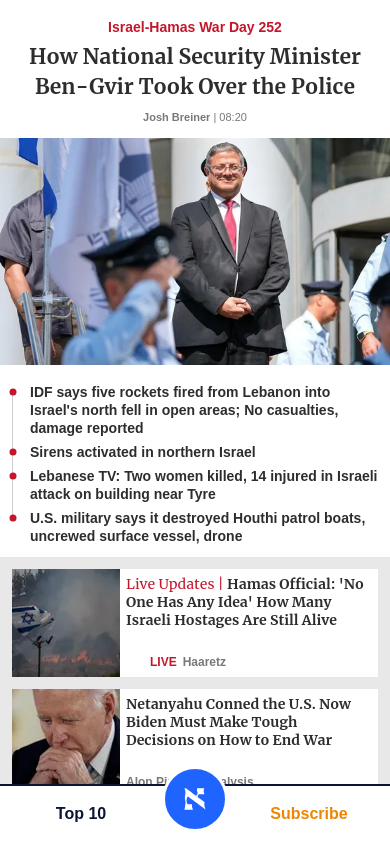 Israel-Hamas War Day 252
How National Security Minister
Ben-Gvir Took Over the Police
Josh Breiner | 08:20
IDF says five rockets fired from Lebanon into
Israel's north fell in open areas; No casualties,
damage reported
Sirens activated in northern Israel
Lebanese TV: Two women killed, 14 injured in Israeli
attack on building near Tyre
U.S. military says it destroyed Houthi patrol boats,
uncrewed surface vessel, drone
Live Updates | Hamas Official: 'No
One Has Any Idea' How Many
Israeli Hostages Are Still Alive
LIVE Haaretz
Netanyahu Conned the U.S. Now
Biden Must Make Tough
Decisions on How to End War
Alon
Top 10
Subscribe